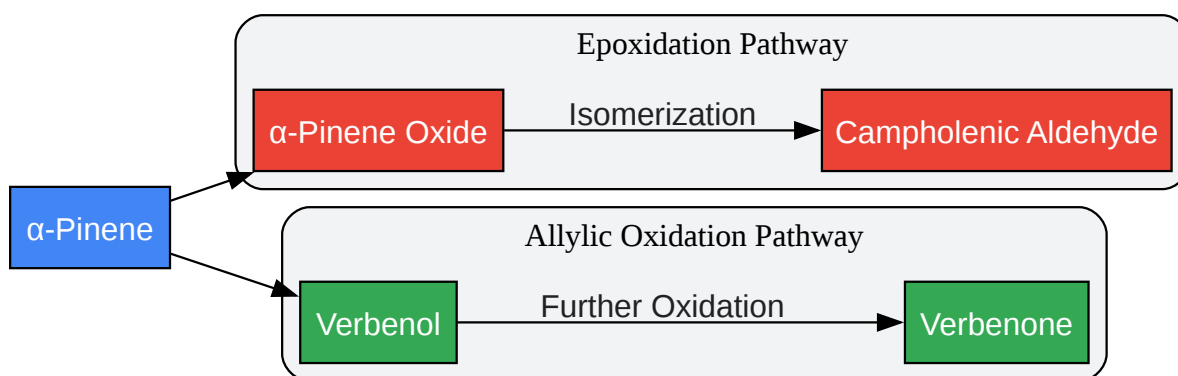 Epoxidation Pathway
α-Pinene Oxide
Isomerization
Campholenic Aldehyde
α-Pinene
Allylic Oxidation Pathway
Verbenol
Further Oxidation
Verbenone